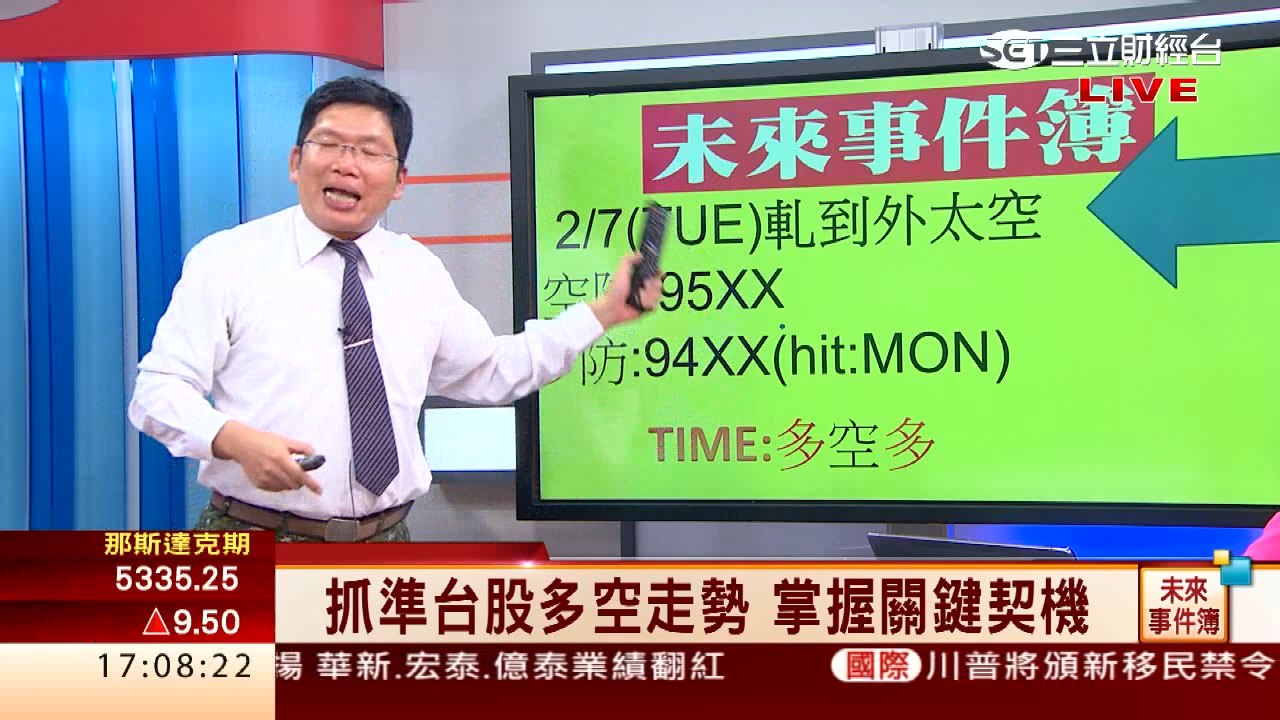 SET三立財經台
LIVE
未來事件簿
2/7(TUE)軋到外太空
空防:95XX
防:94XX(hit:MON)
TIME:多空多
那斯達克期
5335.25
△9.50
17:08:22
抓準台股多空走勢 掌握關鍵契機
未來
事件簿
揚 華新.宏泰.億泰業績翻紅
國際 川普將頒新移民禁令